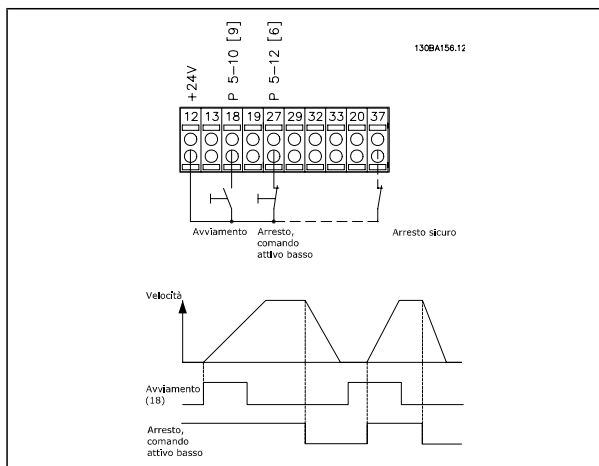 130BA156.12
P 5-10 [9]
P 5-12 [6]
+24V
12 13 18 19 27 29 32 33 20 37
Avviamento
Arresto,
comando
attivo basso
Arresto sicuro
Velocità
Avviamento
(18)
Arresto,
comando
attivo basso